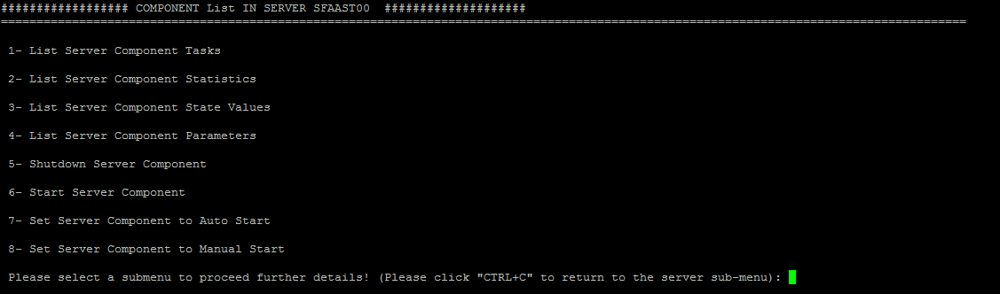 ################## COMPONENT List IN SERVER SFAAST00  ####################
========================================================================================================================================
1- List Server Component Tasks
2- List Server Component Statistics
3- List Server Component State Values
4- List Server Component Parameters
5- Shutdown Server Component
6- Start Server Component
7- Set Server Component to Auto Start
8- Set Server Component to Manual Start
Please select a submenu to proceed further details! (Please click "CTRL+C" to return to the server sub-menu):